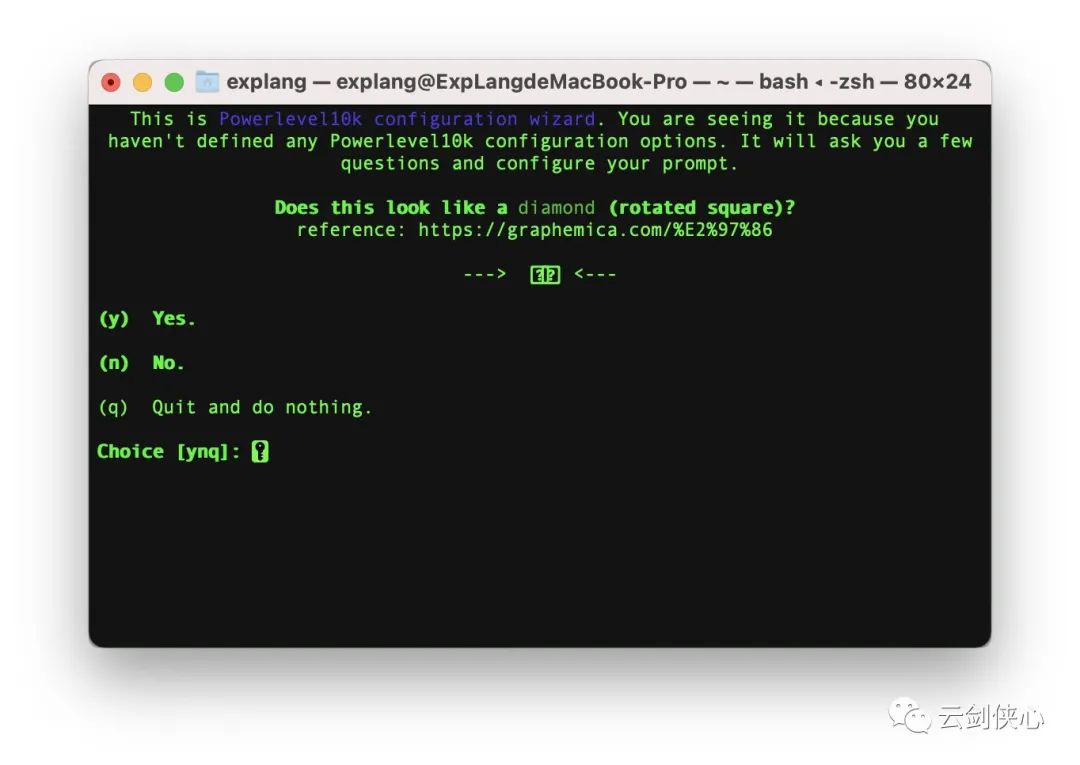 explang — explang@ExpLangdeMacBook-Pro — ~ — bash ◂ -zsh — 80×24
This is Powerlevel10k configuration wizard. You are seeing it because you
haven't defined any Powerlevel10k configuration options. It will ask you a few
questions and configure your prompt.
Does this look like a diamond (rotated square)?
reference: https://graphemica.com/%E2%97%86
---> ⍰⍰ <---
(y) Yes.
(n) No.
(q) Quit and do nothing.
Choice [ynq]:
云剑侠心